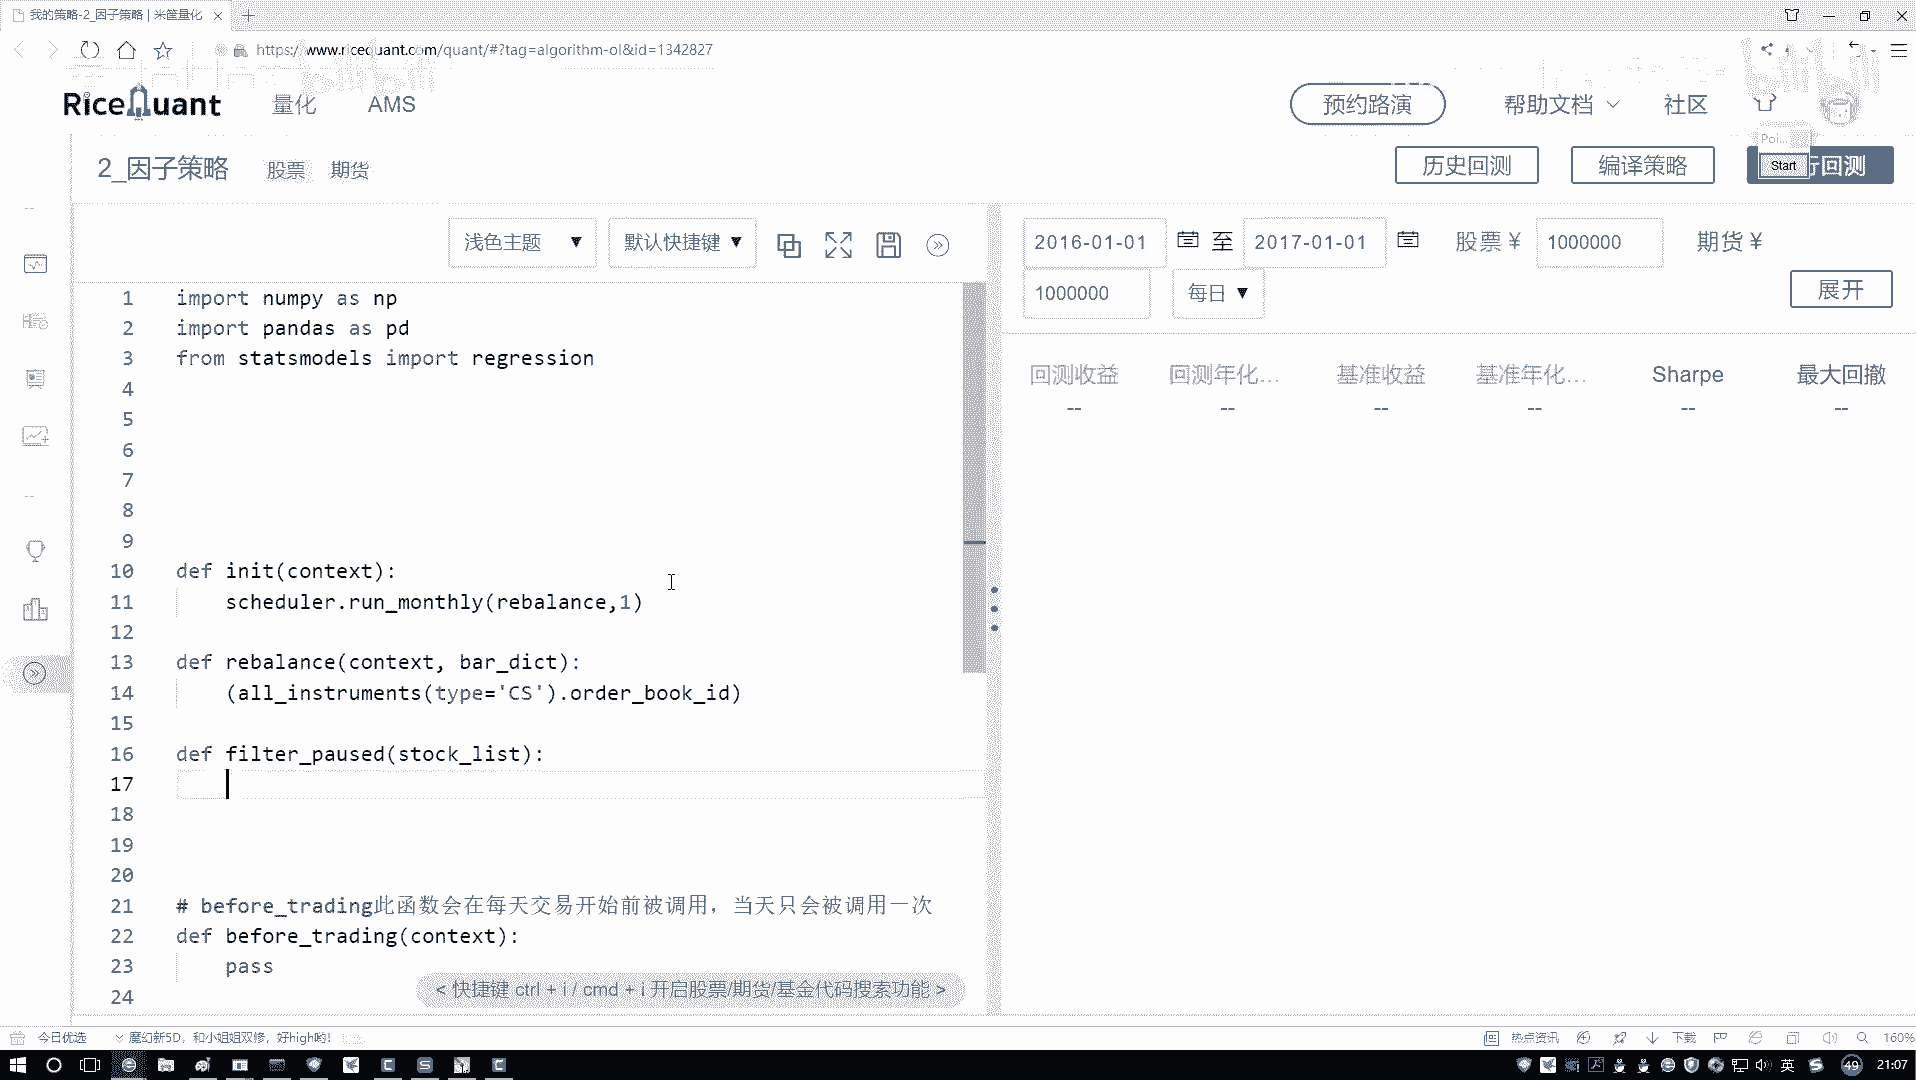 我的策略-2_因子策略 | 米筐量化
https://www.ricequant.com/quant/#?tag=algorithm-ol&id=1342827
RiceQuant 量化 AMS 预约路演 帮助文档 社区
Poi...
2_因子策略 股票 期货 历史回测 编译策略 Start 行回测
浅色主题 ▼ 默认快捷键 ▼
2016-01-01 至 2017-01-01 股票 ¥ 1000000 期货 ¥
1000000 每日 ▼ 展开
回测收益 回测年化... 基准收益 基准年化... Sharpe 最大回撤
-- -- -- -- -- --
1 import numpy as np
2 import pandas as pd
3 from statsmodels import regression
4
5
6
7
8
9
10 def init(context):
11 scheduler.run_monthly(rebalance,1)
12
13 def rebalance(context, bar_dict):
14 (all_instruments(type='CS').order_book_id)
15
16 def filter_paused(stock_list):
17
18
19
20
21 # before_trading此函数会在每天交易开始前被调用，当天只会被调用一次
22 def before_trading(context):
23 pass
24
< 快捷键 ctrl + i / cmd + i 开启股票/期货/基金代码搜索功能 >
今日优选 魔幻新5D，和小姐姐双修，好high哟! 热点资讯 下载 160%
英 49 21:07